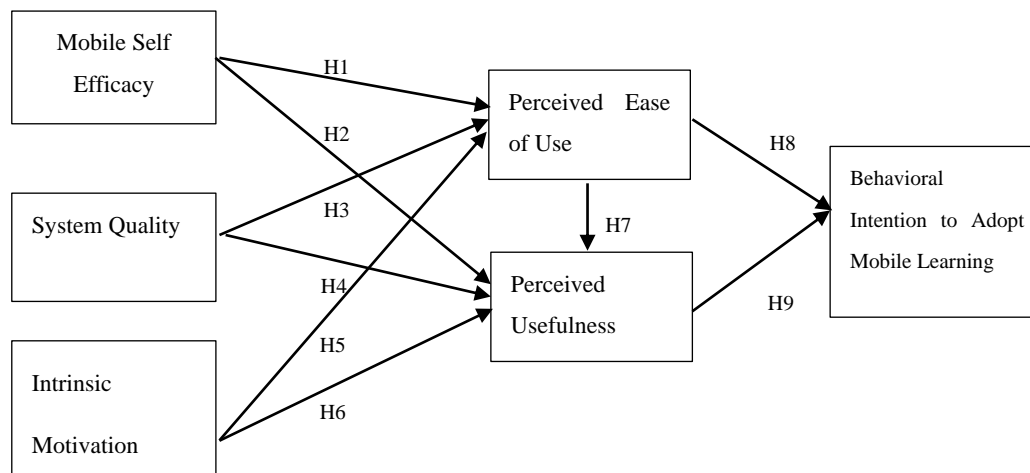 Mobile Self
Efficacy
System Quality
Intrinsic
Motivation
H1
H2
H3
H4
H5
H6
Perceived Ease
of Use
H7
Perceived
Usefulness
H8
H9
Behavioral
Intention to Adopt
Mobile Learning